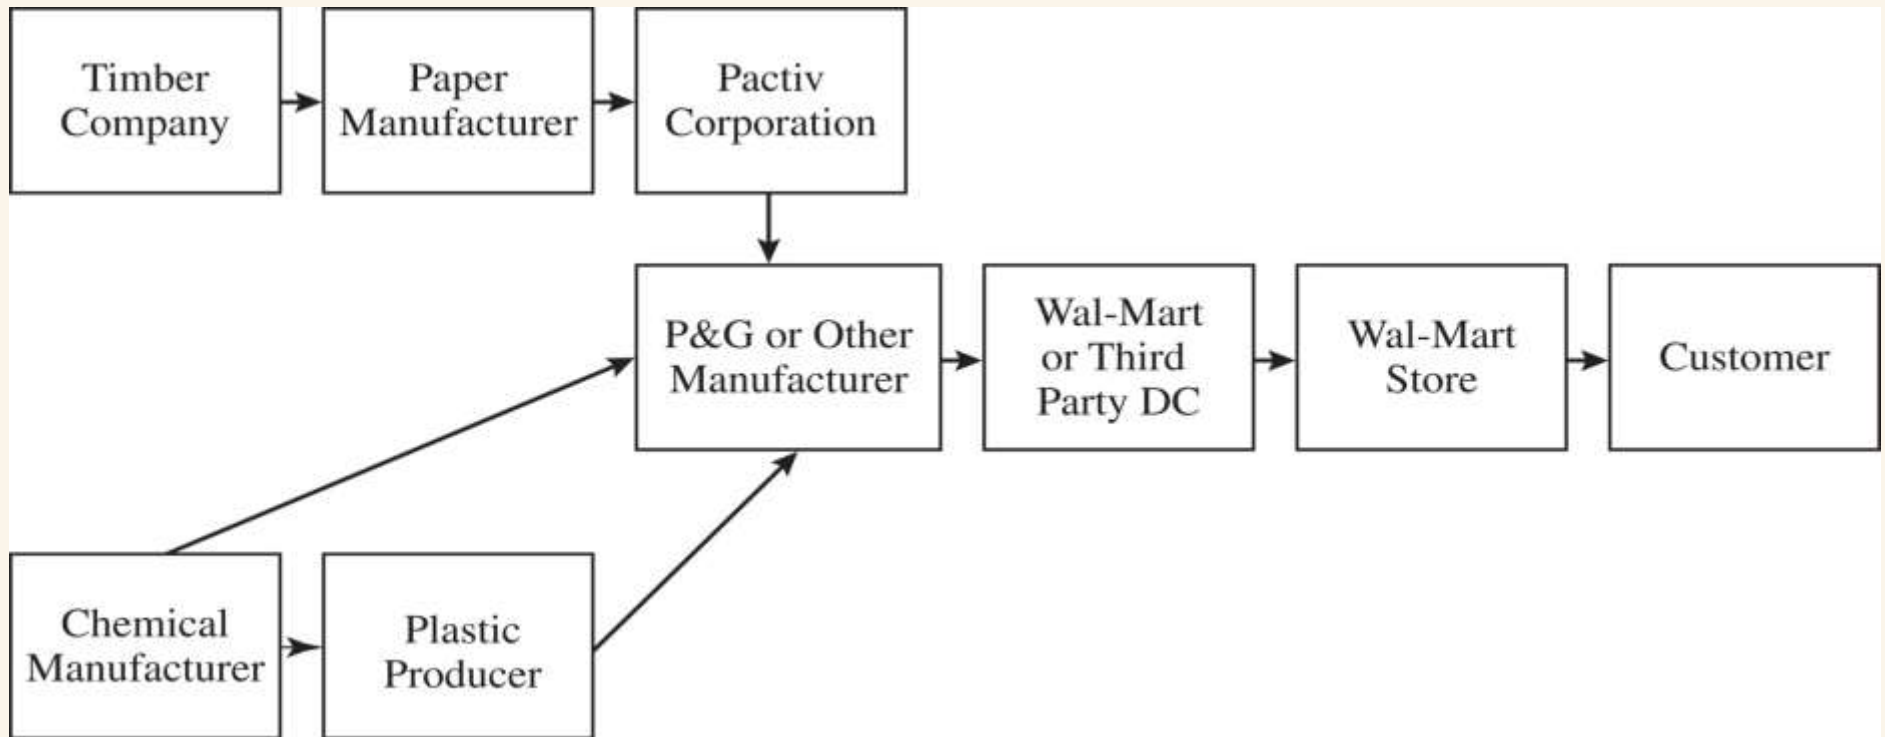 Timber
Company
Paper
Manufacturer
Pactiv
Corporation
P&G or Other
Manufacturer
Wal-Mart
or Third
Party DC
Wal-Mart
Store
Customer
Chemical
Manufacturer
Plastic
Producer